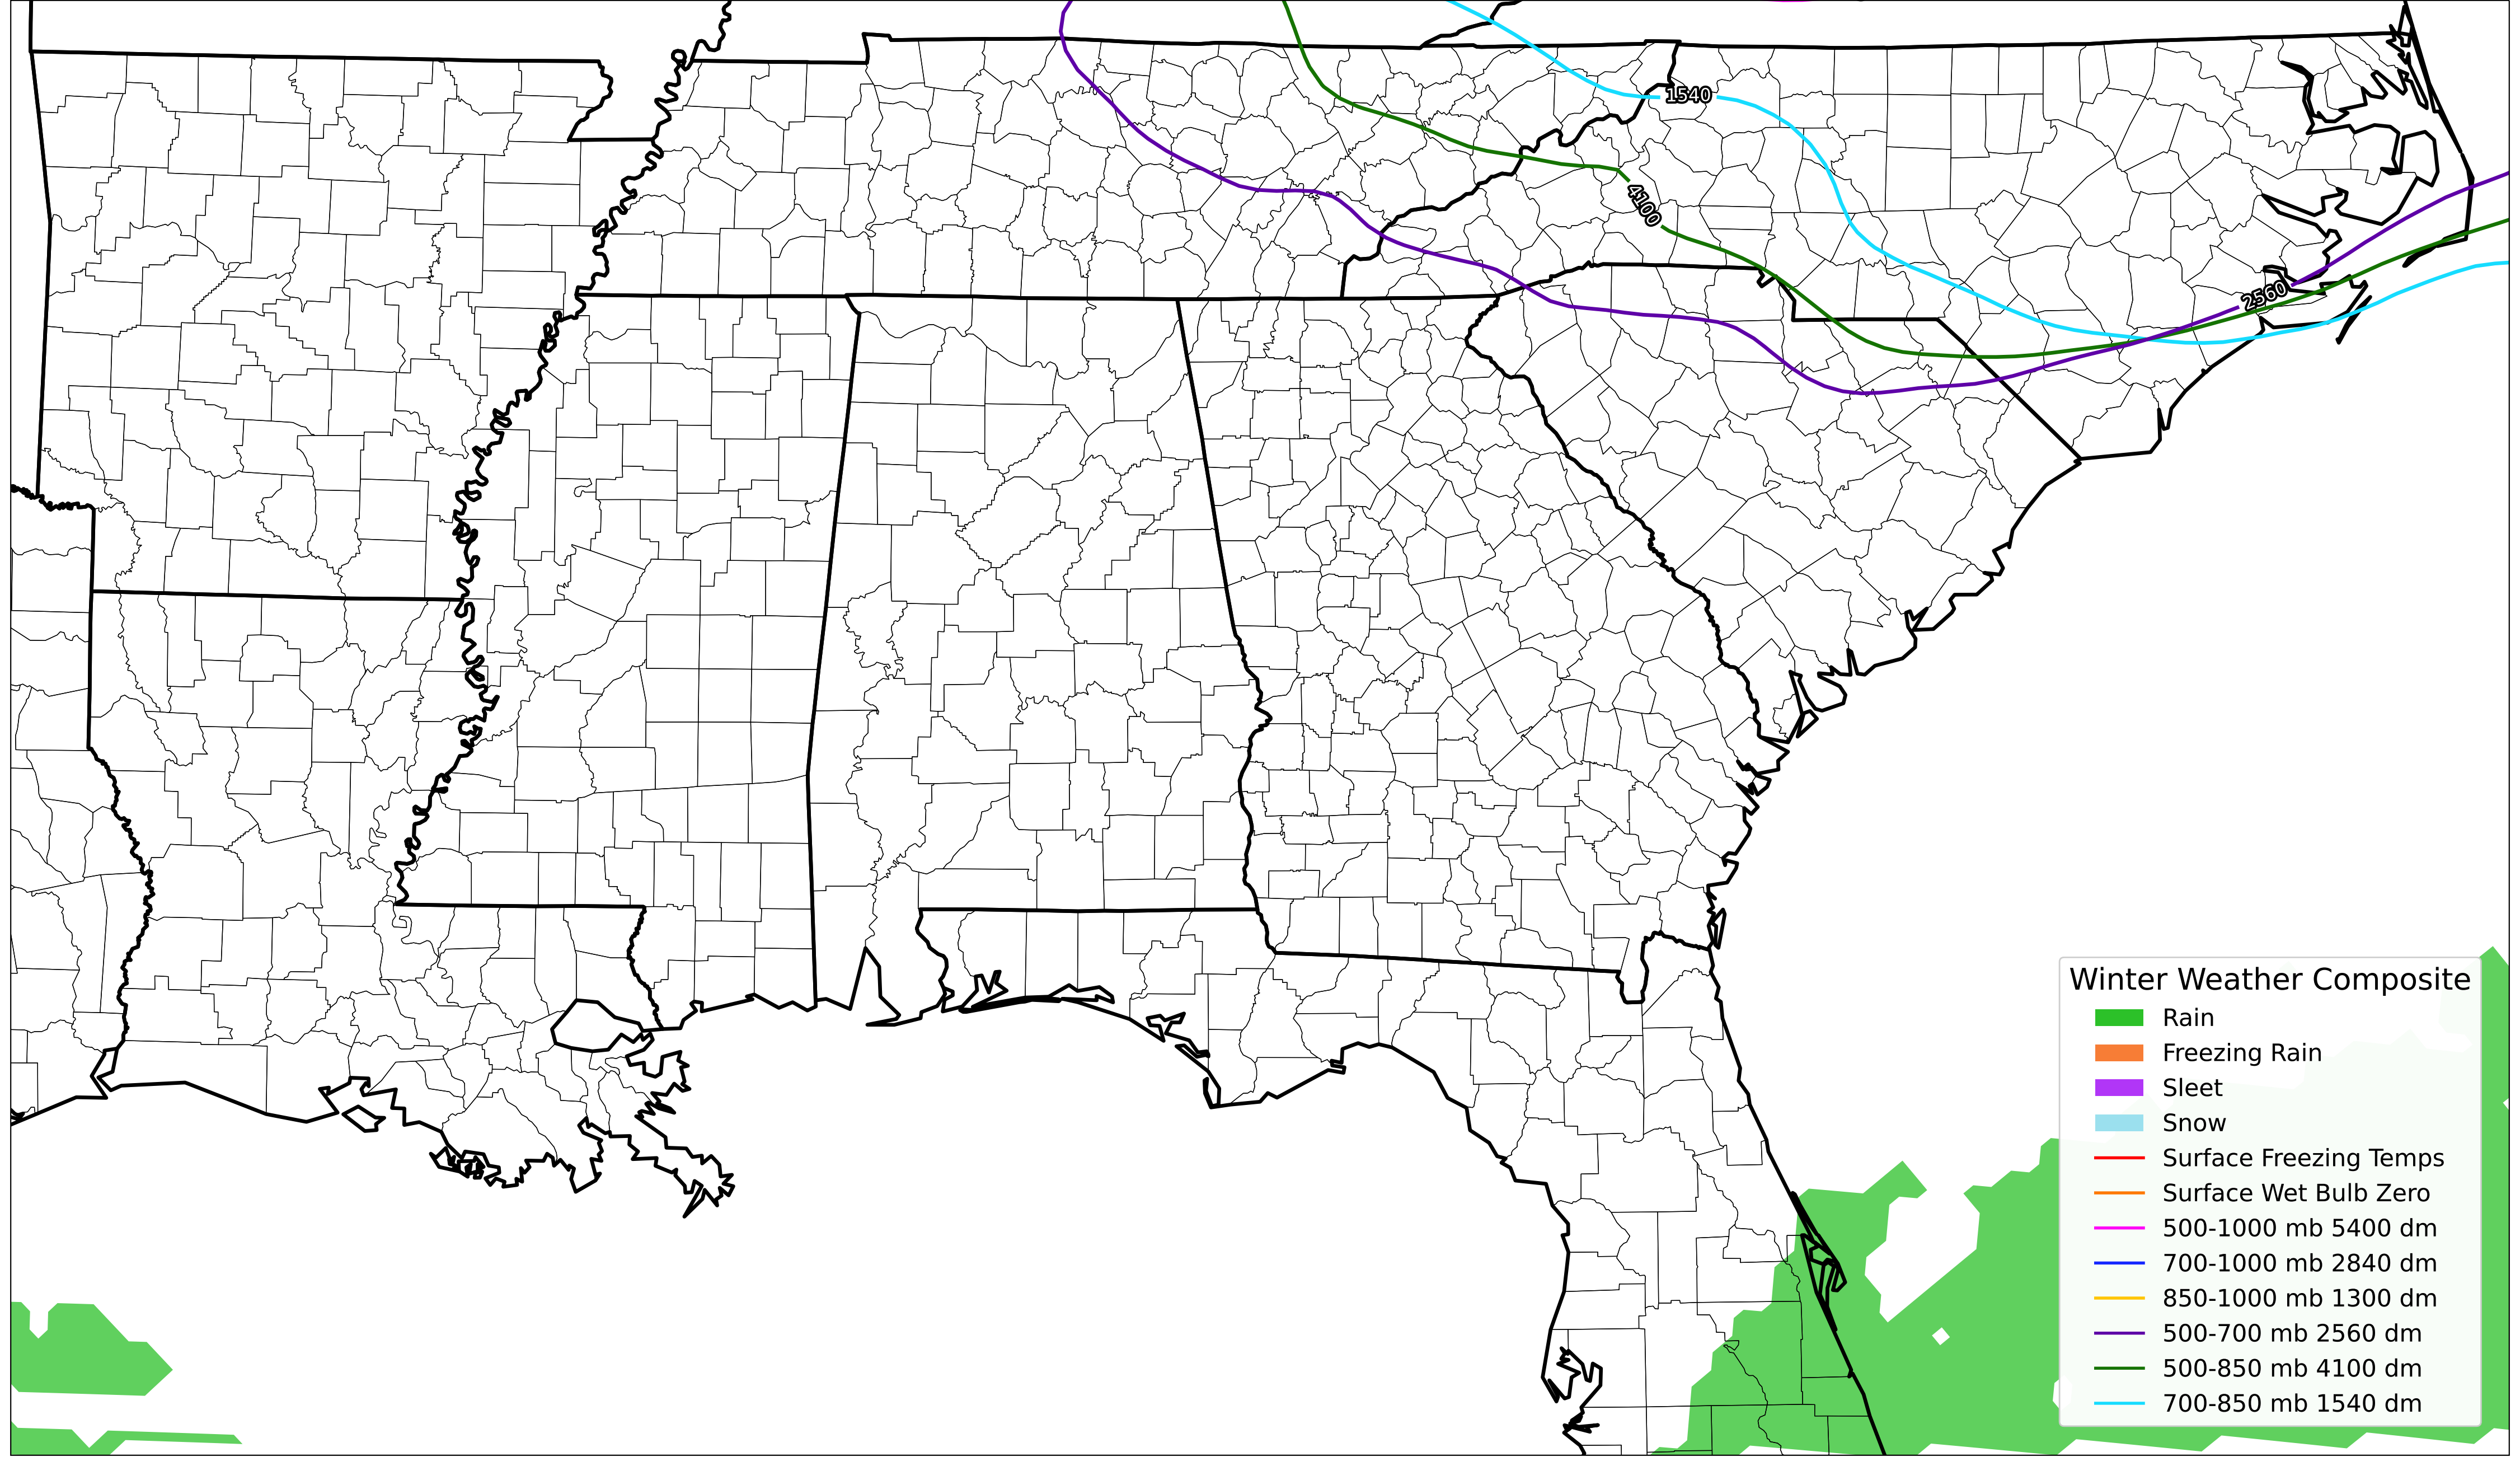 1540
4100
2560
Winter Weather Composite
Rain
Freezing Rain
Sleet
Snow
Surface Freezing Temps
Surface Wet Bulb Zero
500-1000 mb 5400 dm
700-1000 mb 2840 dm
850-1000 mb 1300 dm
500-700 mb 2560 dm
500-850 mb 4100 dm
700-850 mb 1540 dm